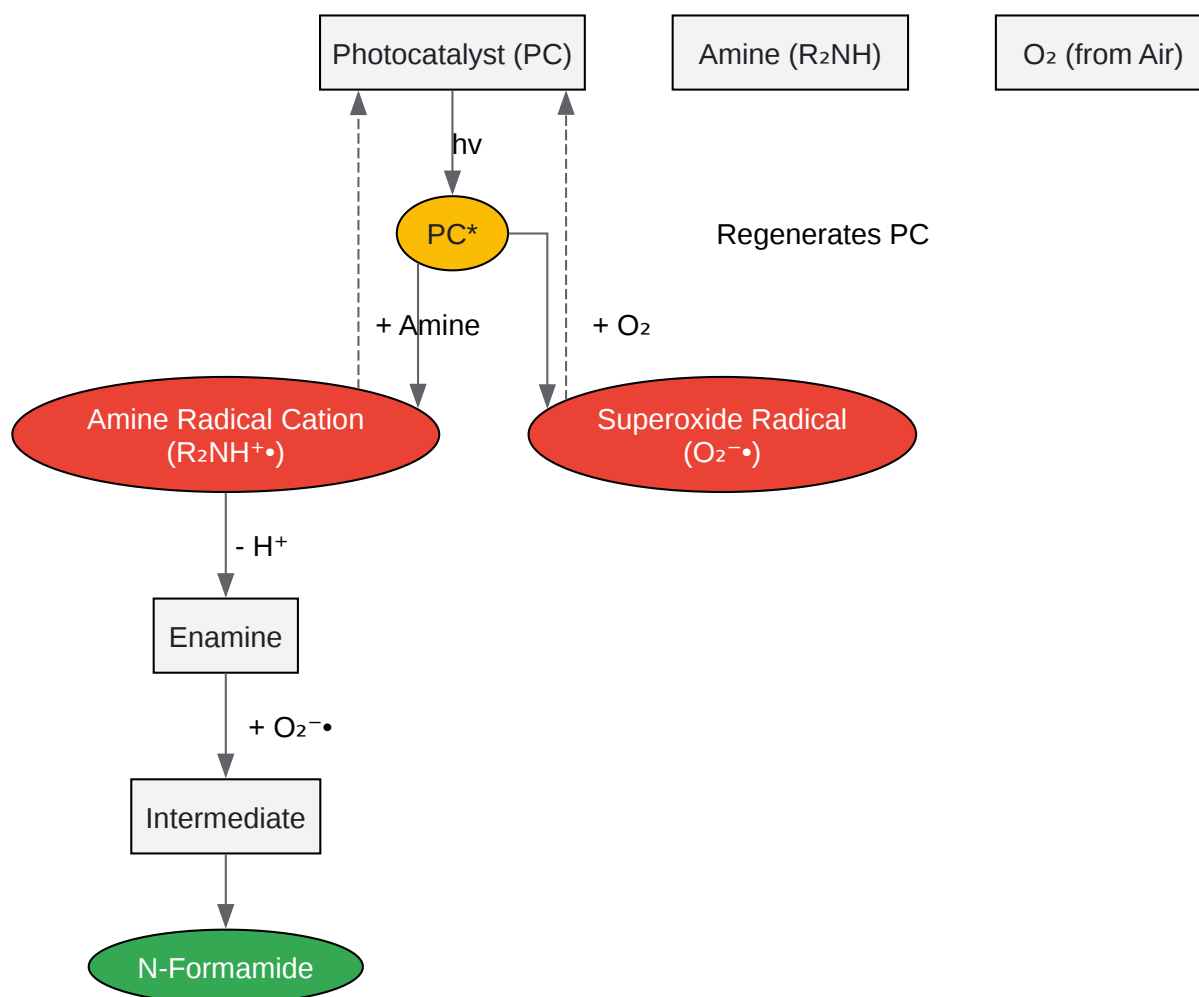 Photocatalyst (PC)
Amine (R₂NH)
O₂ (from Air)
hν
PC*
Regenerates PC
+ Amine
+ O₂
Amine Radical Cation
(R₂NH⁺•)
Superoxide Radical
(O₂⁻•)
- H⁺
Enamine
+ O₂⁻•
Intermediate
N-Formamide